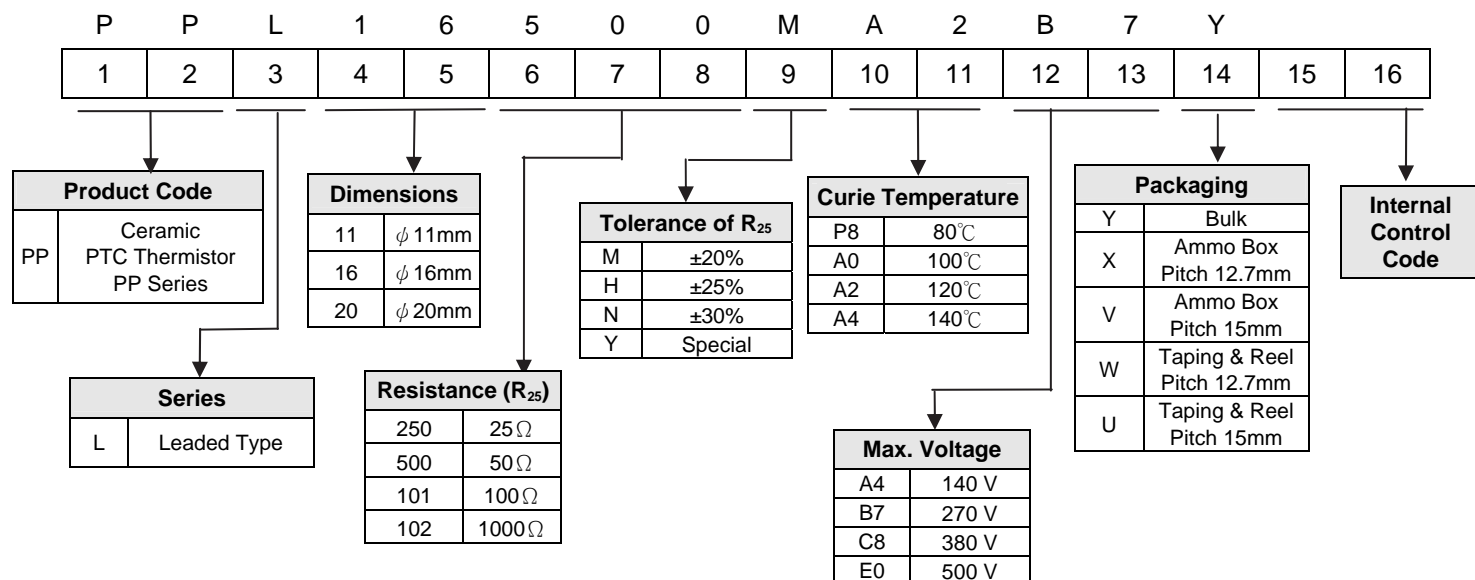 P P L 1 6 5 0 0 M A 2 B 7 Y
1 2 3 4 5 6 7 8 9 10 11 12 13 14 15 16
Product Code
PP Ceramic
PTC Thermistor
PP Series
Series
L Leaded Type
Dimensions
11 ϕ 11mm
16 ϕ 16mm
20 ϕ 20mm
Resistance (R25)
250 25Ω
500 50Ω
101 100Ω
102 1000Ω
Tolerance of R25
M ±20%
H ±25%
N ±30%
Y Special
Curie Temperature
P8 80℃
A0 100℃
A2 120℃
A4 140℃
Max. Voltage
A4 140 V
B7 270 V
C8 380 V
E0 500 V
Packaging
Y Bulk
X Ammo Box
Pitch 12.7mm
V Ammo Box
Pitch 15mm
W Taping & Reel
Pitch 12.7mm
U Taping & Reel
Pitch 15mm
Internal
Control
Code